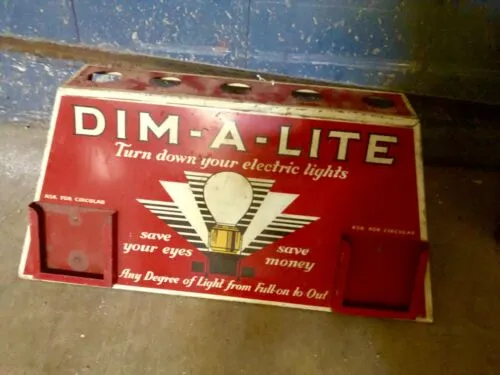 DIM-A-LITE
Turn down your electric lights
ASK FOR CIRCULAR
ASK FOR CIRCULAR
save
your eyes
save
money
Any Degree of Light from Full-on to Out